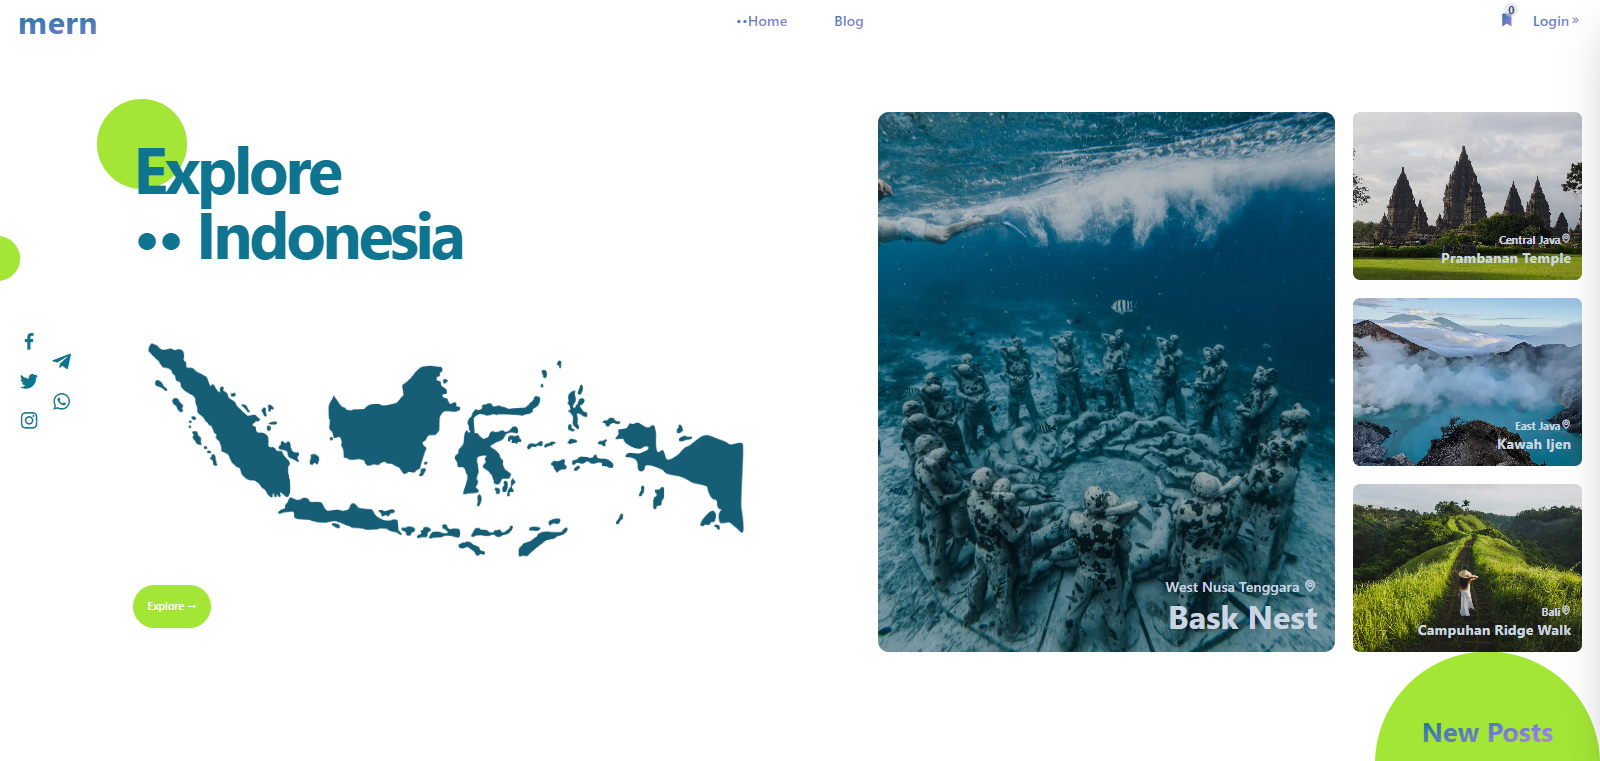 mern
••Home
Blog
0
Login »
Explore
•• Indonesia
Explore →
West Nusa Tenggara
Bask Nest
Central Java
Prambanan Temple
East Java
Kawah Ijen
Bali
Campuhan Ridge Walk
New Posts